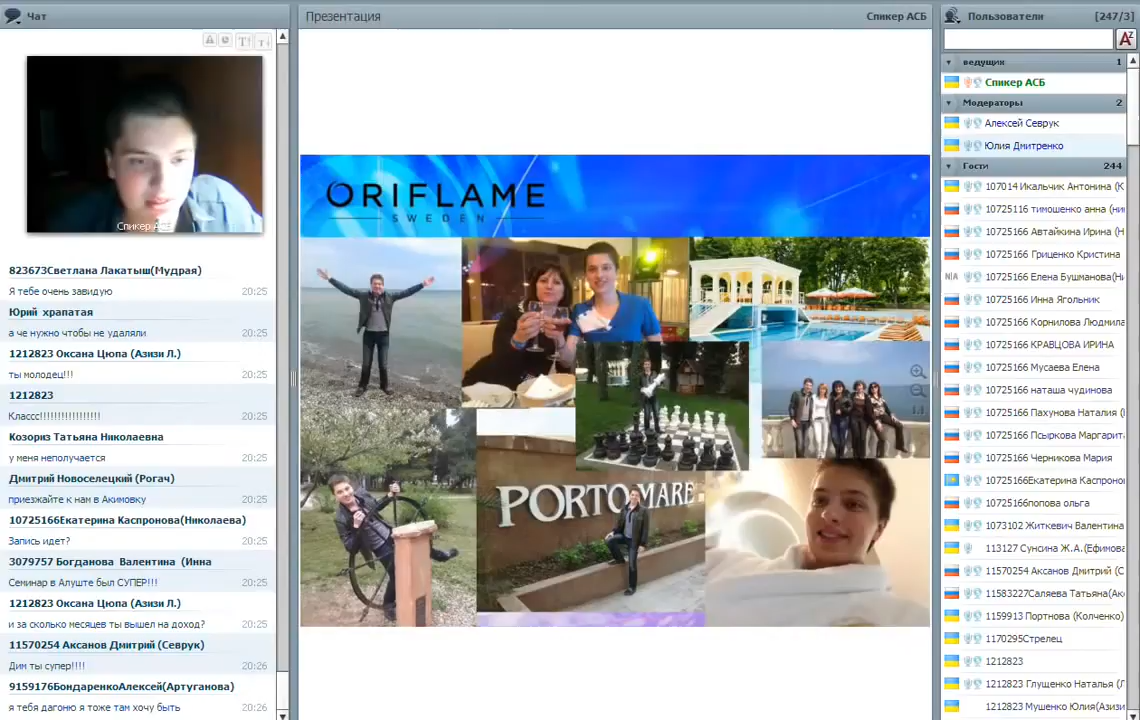 Чат
Спикер АСБ
823673Светлана Лакатыш(Мудрая)
Я тебе очень завидую 20:25
Юрий храпатая
а че нужно чтобы не удаляли 20:25
1212823 Оксана Цюпа (Азизи Л.)
ты молодец!!! 20:25
1212823
Класс!!!!!!!!!!!!!!!!! 20:25
Козориз Татьяна Николаевна
у меня неполучается 20:25
Дмитрий Новоселецкий (Рогач)
приезжайте к нам в Акимовку 20:25
10725166Екатерина Каспронова(Николаева)
Запись идет? 20:25
3079757 Богданова Валентина (Инна
Семинар в Алуште был СУПЕР!!! 20:25
1212823 Оксана Цюпа (Азизи Л.)
и за сколько месяцев ты вышел на доход? 20:25
11570254 Аксанов Дмитрий (Севрук)
Дим ты супер!!!! 20:26
9159176БондаренкоАлексей(Артуганова)
я тебя дагоню я тоже там хочу быть 20:26
Презентация Спикер АСБ
ORIFLAME
SWEDEN
PORTO MARE
1:1
Пользователи [247/3]
ведущих 1
Спикер АСБ
Модераторы 2
Алексей Севрук
Юлия Дмитренко
Гости 244
107014 Икальчик Антонина (К
10725116 тимошенко анна (ни
10725166 Автайкина Ирина (Н
10725166 Гриценко Кристина
N/A 10725166 Елена Бушманова(Ни
10725166 Инна Ягольник
10725166 Корнилова Людмила
10725166 КРАВЦОВА ИРИНА
10725166 Мусаева Елена
10725166 наташа чудинова
10725166 Пахунова Наталия (
10725166 Псыркова Маргарит
10725166 Черникова Мария
10725166Екатерина Каспроно
10725166попова ольга
1073102 Житкевич Валентина
113127 Сунсина Ж.А.(Ефимова
11570254 Аксанов Дмитрий (С
11583227Саляева Татьяна(Ак
1159913 Портнова (Колченко)
1170295Стрелец
1212823
1212823 Глущенко Наталья (Л
1212823 Мушенко Юлия(Азизи